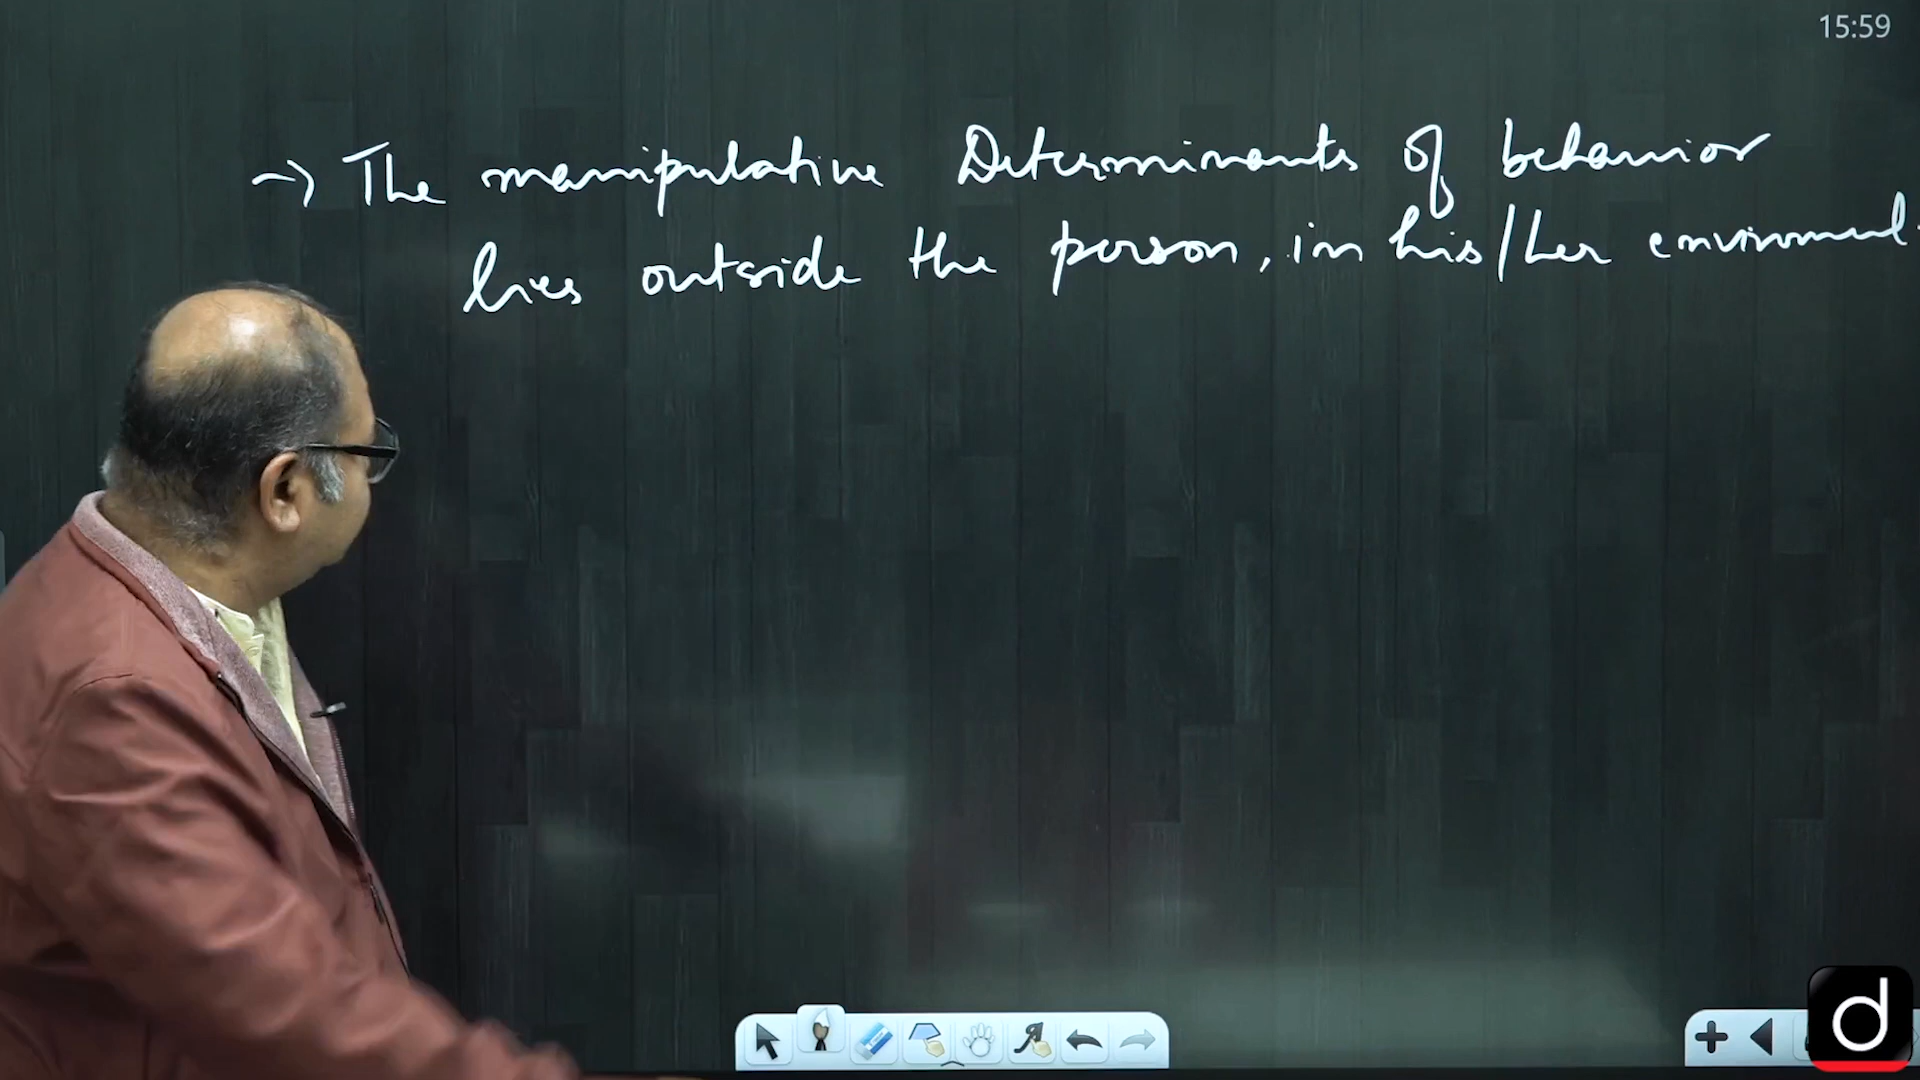 15:59
→ The manipulative Determinants of behavior
lies outside the person, in his/her environment.
d